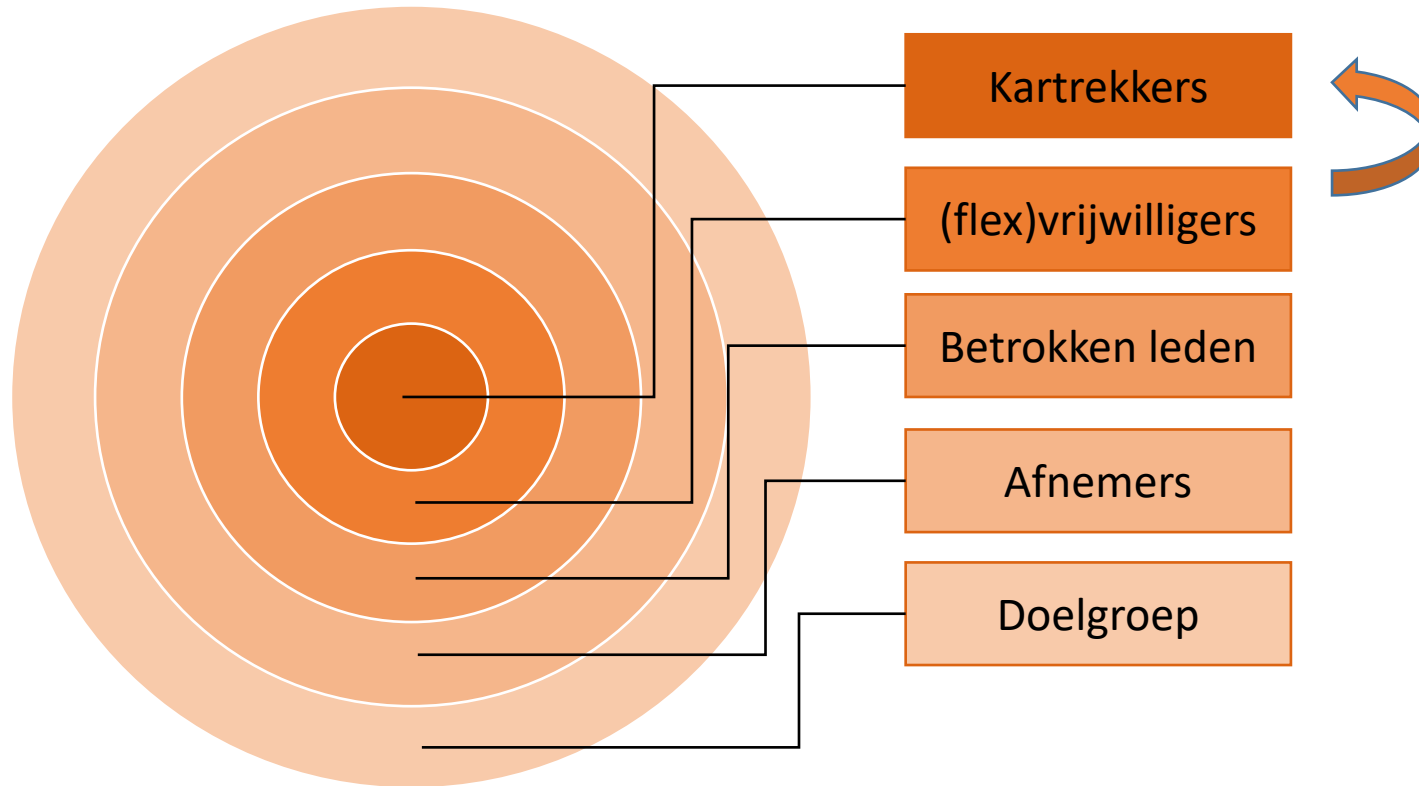 Kartrekkers
(flex)vrijwilligers
Betrokken leden
Afnemers
Doelgroep